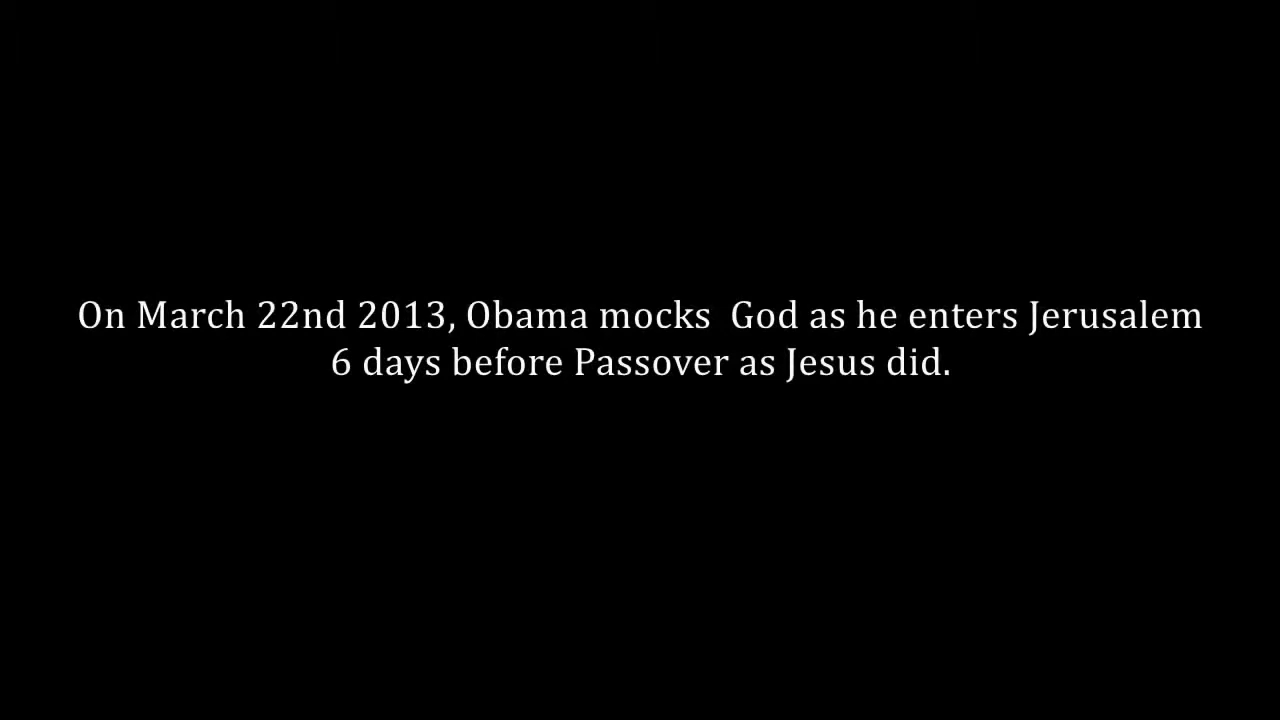 On March 22nd 2013, Obama mocks  God as he enters Jerusalem
6 days before Passover as Jesus did.